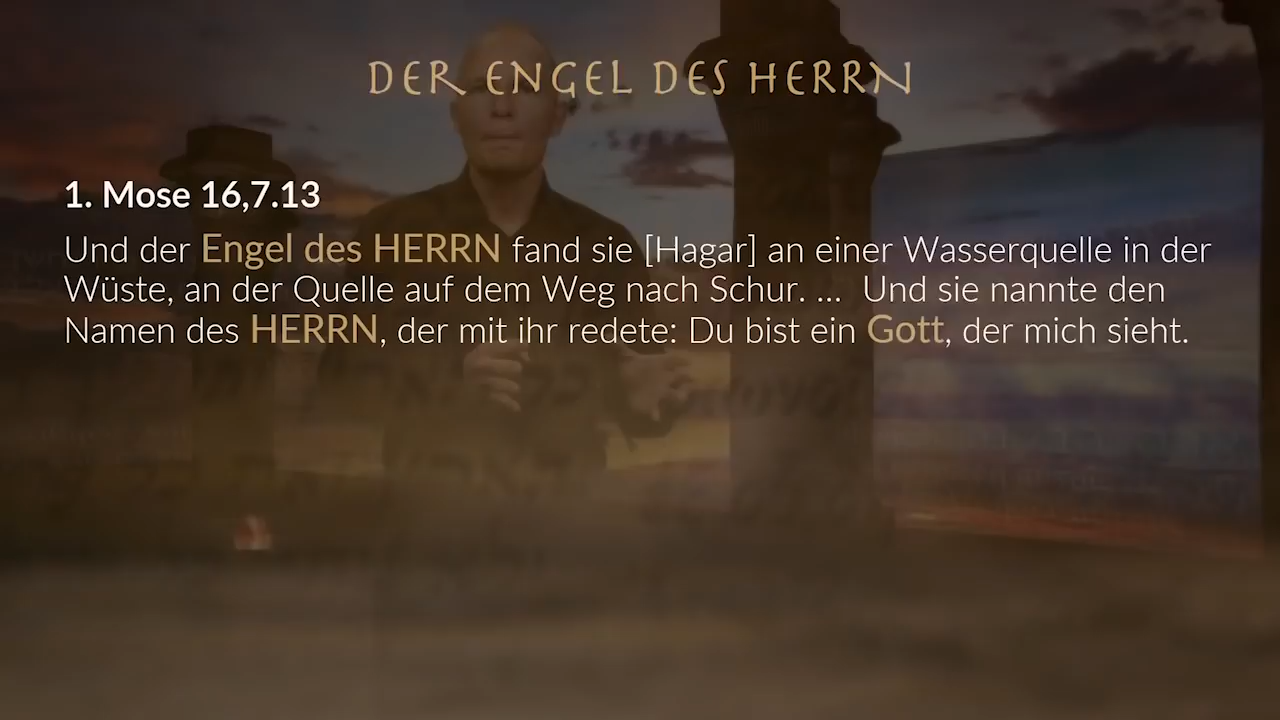 DER ENGEL DES HERRN
1. Mose 16,7.13
Und der Engel des HERRN fand sie [Hagar] an einer Wasserquelle in der
Wüste, an der Quelle auf dem Weg nach Schur. ... Und sie nannte den
Namen des HERRN, der mit ihr redete: Du bist ein Gott, der mich sieht.